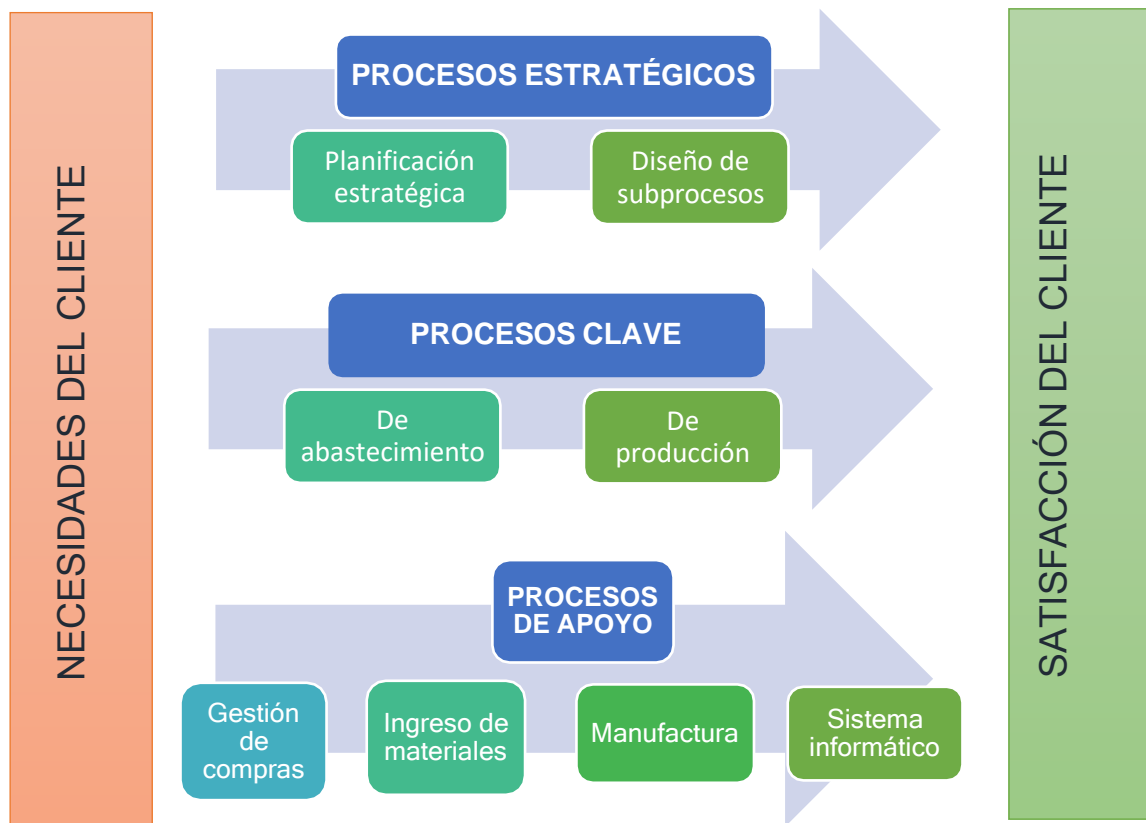 NECESIDADES DEL CLIENTE
PROCESOS ESTRATÉGICOS
Planificación
estratégica
Diseño de
subprocesos
PROCESOS CLAVE
De
abastecimiento
De
producción
PROCESOS
DE APOYO
Gestión
de
compras
Ingreso de
materiales
Manufactura
Sistema
informático
SATISFACCIÓN DEL CLIENTE